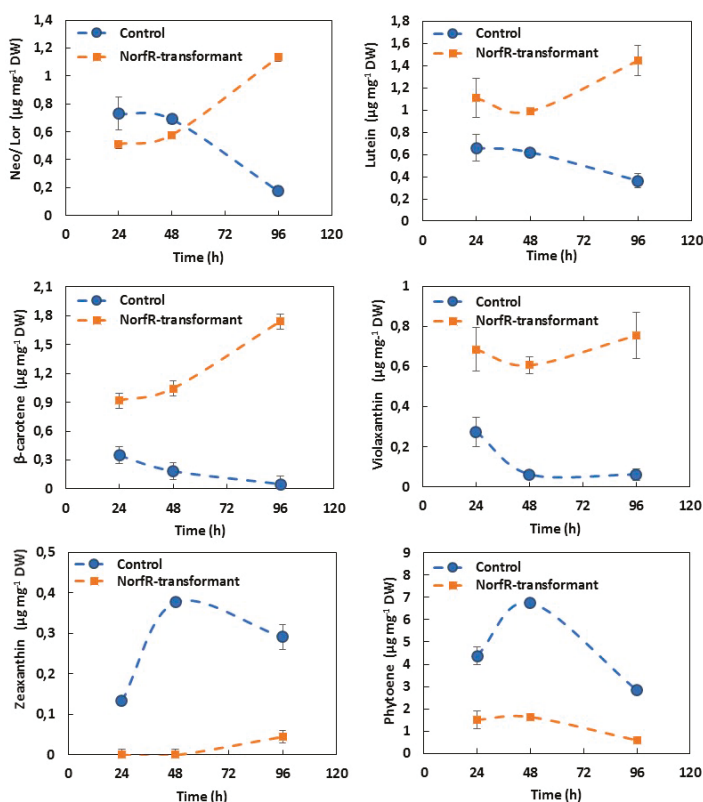 Neo/ Lor (µg mg-1 DW)
1,4
1,2
1
0,8
0,6
0,4
0,2
0
Control
NorfR-transformant
0 24 48 72 96 120
Time (h)
Lutein (µg mg-1 DW)
1,8
1,6
1,4
1,2
1
0,8
0,6
0,4
0,2
0
Control
NorfR-transformant
0 24 48 72 96 120
Time (h)
β-carotene (µg mg-1 DW)
2,1
1,8
1,5
1,2
0,9
0,6
0,3
0
Control
NorfR-transformant
0 24 48 72 96 120
Time (h)
Violaxanthin (µg mg-1 DW)
1
0,8
0,6
0,4
0,2
0
Control
NorfR-transformant
0 24 48 72 96 120
Time (h)
Zeaxanthin (µg mg-1 DW)
0,5
0,4
0,3
0,2
0,1
0
Control
NorfR-transformant
0 24 48 72 96 120
Time (h)
Phytoene (µg mg-1 DW)
9
8
7
6
5
4
3
2
1
0
Control
NorfR-transformant
0 24 48 72 96 120
Time (h)